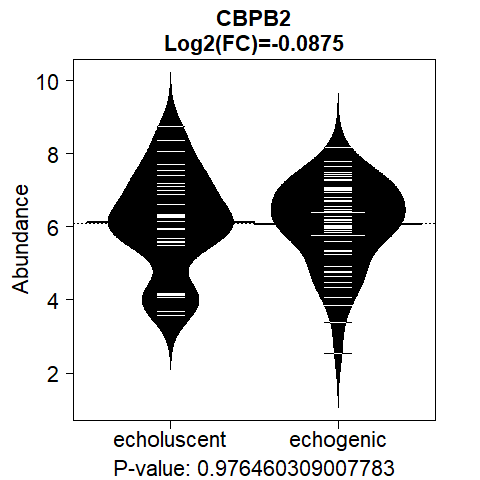 CBPB2
Log2(FC)=-0.0875
Abundance
10
8
6
4
2
echoluscent echogenic
P-value: 0.976460309007783